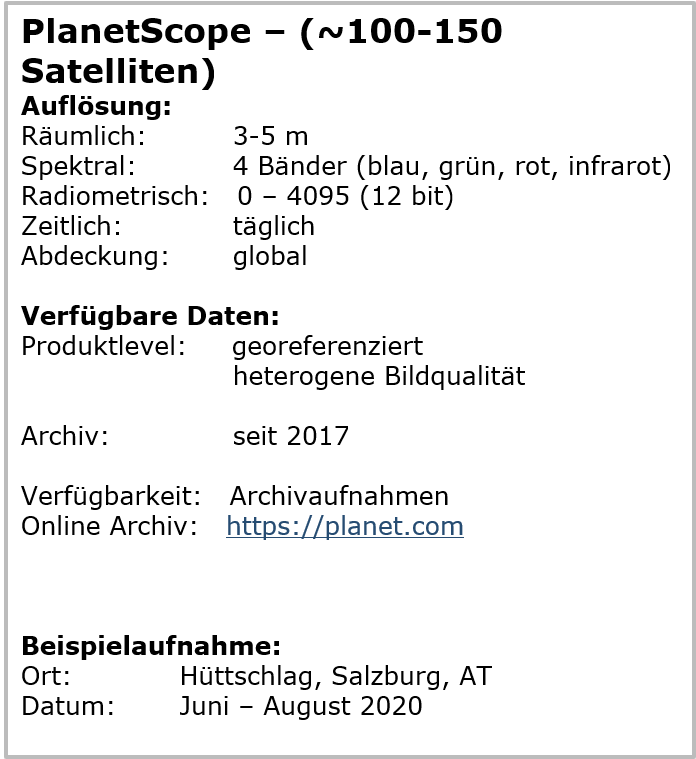 PlanetScope – (~100-150
Satelliten)
Auflösung:
Räumlich: 3-5 m
Spektral: 4 Bänder (blau, grün, rot, infrarot)
Radiometrisch: 0 – 4095 (12 bit)
Zeitlich: täglich
Abdeckung: global
Verfügbare Daten:
Produktlevel: georeferenziert
heterogene Bildqualität
Archiv: seit 2017
Verfügbarkeit: Archivaufnahmen
Online Archiv: https://planet.com
Beispielaufnahme:
Ort: Hüttschlag, Salzburg, AT
Datum: Juni – August 2020